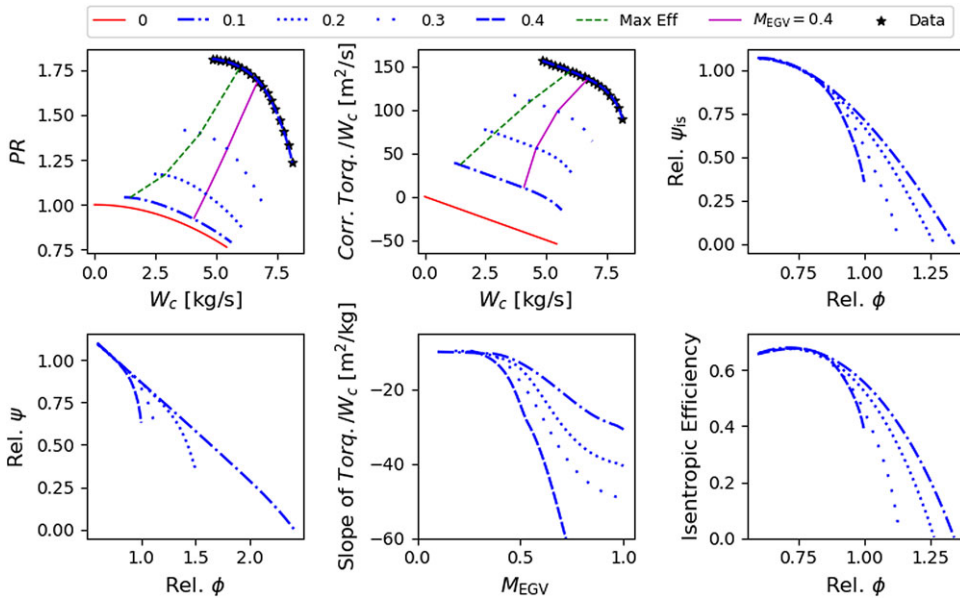 0 0.1 0.2 0.3 0.4 Max Eff M_EGV = 0.4 Data
PR
1.75
1.50
1.25
1.00
0.75
0.0 2.5 5.0 7.5
W_c [kg/s]
Corr. Torq. /W_c [m²/s]
150
100
50
0
−50
0.0 2.5 5.0 7.5
W_c [kg/s]
Rel. ψ_is
1.00
0.75
0.50
0.25
0.00
0.75 1.00 1.25
Rel. ϕ
Rel. ψ
1.00
0.75
0.50
0.25
0.00
1.0 1.5 2.0
Rel. ϕ
Slope of Torq. /W_c [m²/kg]
−20
−40
−60
0.0 0.5 1.0
M_EGV
Isentropic Efficiency
0.6
0.4
0.2
0.0
0.75 1.00 1.25
Rel. ϕ